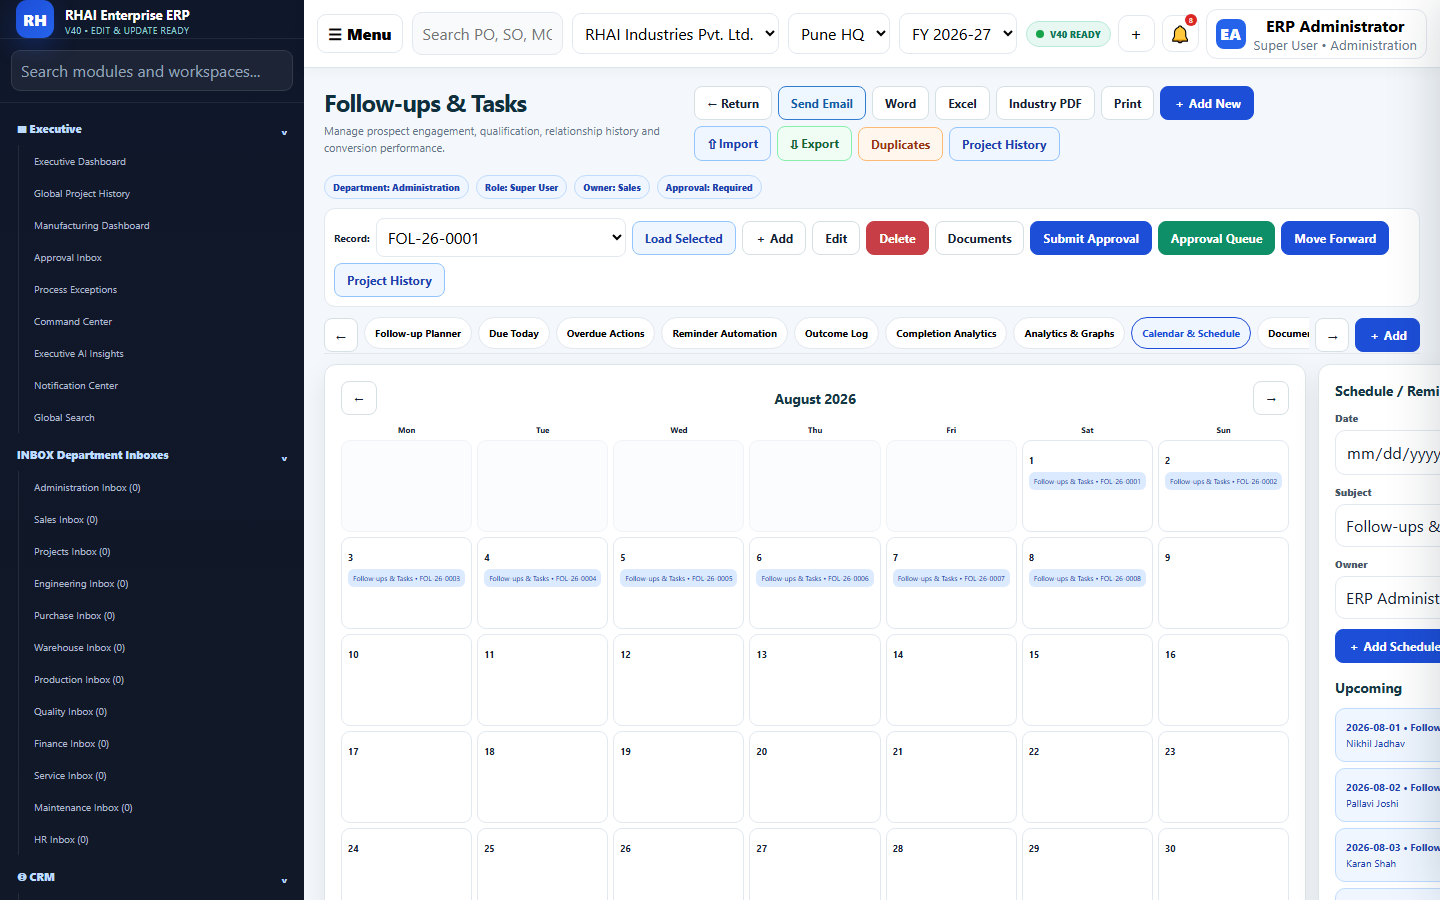 RH
RHAI Enterprise ERP
V40 • EDIT & UPDATE READY
Search modules and workspaces...
Executive
Executive Dashboard
Global Project History
Manufacturing Dashboard
Approval Inbox
Process Exceptions
Command Center
Executive AI Insights
Notification Center
Global Search
INBOX Department Inboxes
Administration Inbox (0)
Sales Inbox (0)
Projects Inbox (0)
Engineering Inbox (0)
Purchase Inbox (0)
Warehouse Inbox (0)
Production Inbox (0)
Quality Inbox (0)
Finance Inbox (0)
Service Inbox (0)
Maintenance Inbox (0)
HR Inbox (0)
CRM
☰ Menu
Search PO, SO, MO
RHAI Industries Pvt. Ltd.
Pune HQ
FY 2026-27
V40 READY
+
8
EA
ERP Administrator
Super User • Administration
Follow-ups & Tasks
Manage prospect engagement, qualification, relationship history and
conversion performance.
← Return
Send Email
Word
Excel
Industry PDF
Print
+ Add New
⇧ Import
⇩ Export
Duplicates
Project History
Department: Administration
Role: Super User
Owner: Sales
Approval: Required
Record:
FOL-26-0001
Load Selected
+ Add
Edit
Delete
Documents
Submit Approval
Approval Queue
Move Forward
Project History
←
Follow-up Planner
Due Today
Overdue Actions
Reminder Automation
Outcome Log
Completion Analytics
Analytics & Graphs
Calendar & Schedule
Documen
→
+ Add
←
August 2026
→
Mon Tue Wed Thu Fri Sat Sun
1 2
Follow-ups & Tasks • FOL-26-0001
Follow-ups & Tasks • FOL-26-0002
3 4 5 6 7 8 9
Follow-ups & Tasks • FOL-26-0003
Follow-ups & Tasks • FOL-26-0004
Follow-ups & Tasks • FOL-26-0005
Follow-ups & Tasks • FOL-26-0006
Follow-ups & Tasks • FOL-26-0007
Follow-ups & Tasks • FOL-26-0008
10 11 12 13 14 15 16
17 18 19 20 21 22 23
24 25 26 27 28 29 30
Schedule / Remi
Date
mm/dd/yyyy
Subject
Follow-ups &
Owner
ERP Administ
+ Add Schedule
Upcoming
2026-08-01 • Follow
Nikhil Jadhav
2026-08-02 • Follow
Pallavi Joshi
2026-08-03 • Follow
Karan Shah